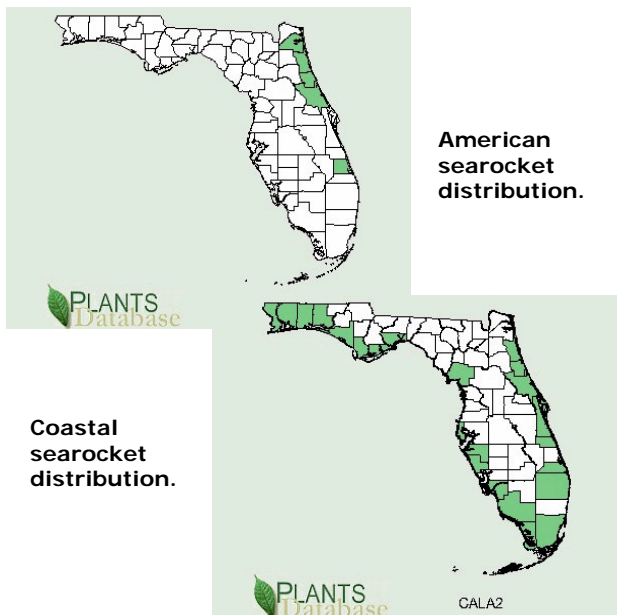 American
searocket
distribution.
PLANTS
Database
Coastal
searocket
distribution.
PLANTS
Database
CALA2